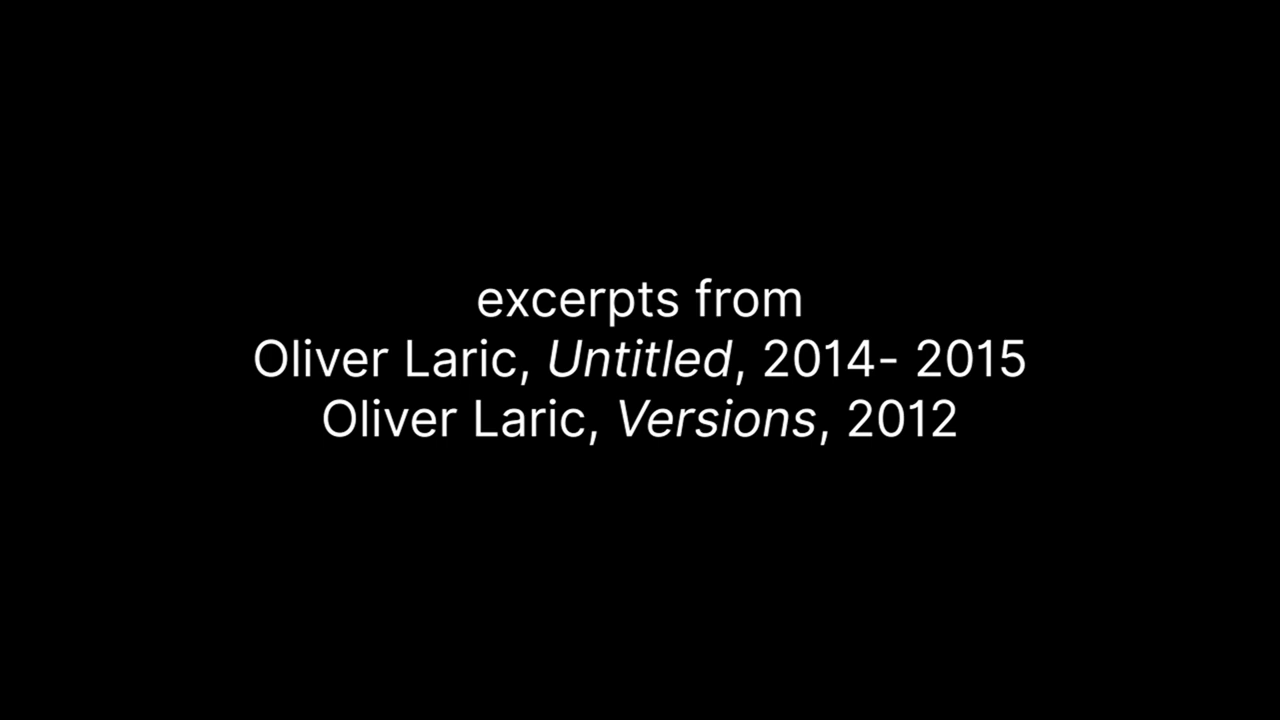 excerpts from
Oliver Laric, Untitled, 2014- 2015
Oliver Laric, Versions, 2012